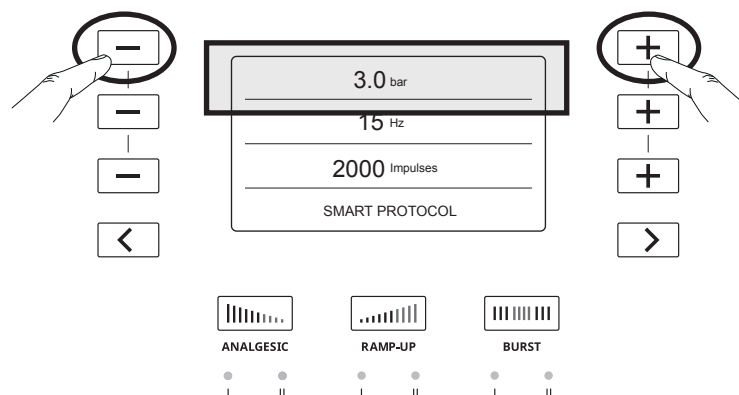 3.0 bar
15 Hz
2000 Impulses
SMART PROTOCOL
ANALGESIC RAMP-UP BURST
I II I II I II